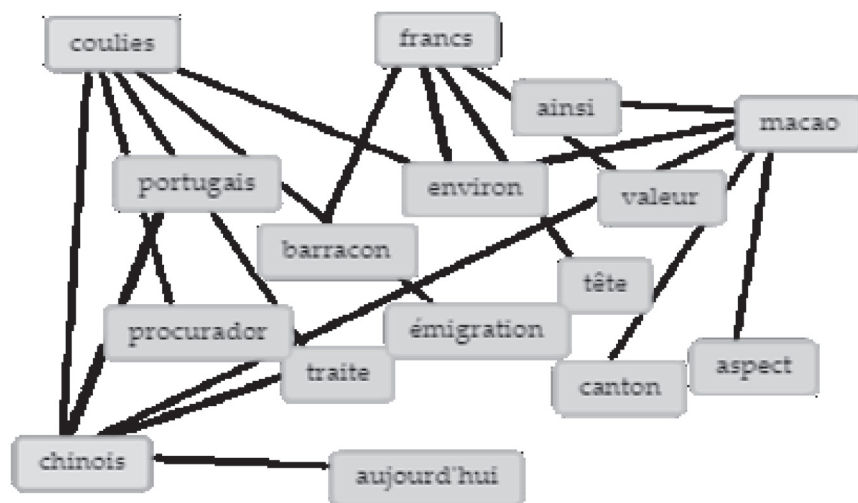 coulies
francs
ainsi
macao
portugais
environ
valeur
barracon
tête
procurador
émigration
traite
canton
aspect
chinois
aujourd'hui